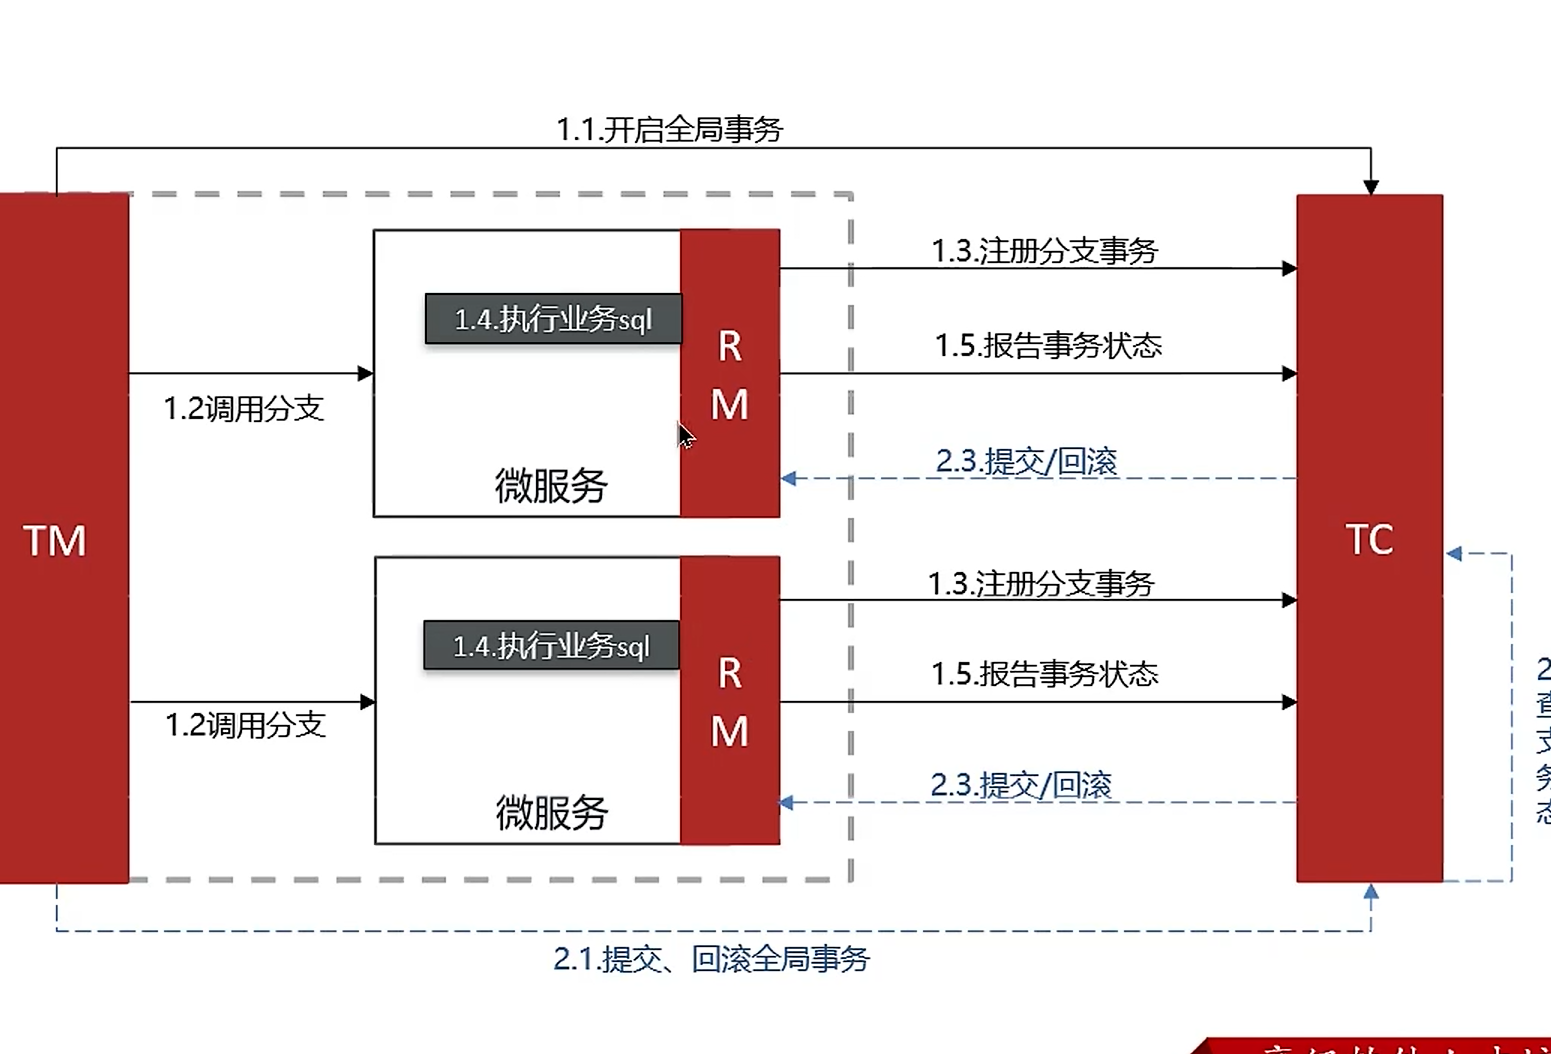 1.1.开启全局事务
1.3.注册分支事务
1.4.执行业务sql
R
M
1.5.报告事务状态
1.2调用分支
2.3.提交/回滚
微服务
TM
TC
1.3.注册分支事务
1.4.执行业务sql
R
M
1.5.报告事务状态
1.2调用分支
2.3.提交/回滚
微服务
2
查
支
务
态
2.1.提交、回滚全局事务